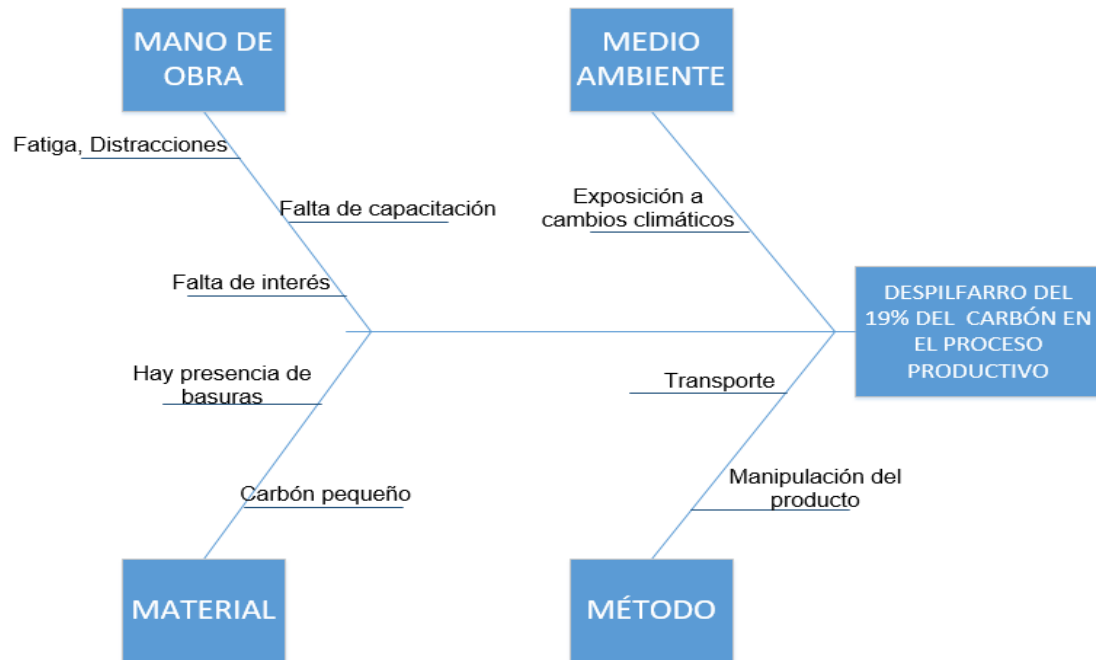 MANO DE
OBRA
MEDIO
AMBIENTE
Fatiga, Distracciones
Falta de capacitación
Falta de interés
Exposición a
cambios climáticos
DESPILFARRO DEL
19% DEL CARBÓN EN
EL PROCESO
PRODUCTIVO
Hay presencia de
basuras
Carbón pequeño
Transporte
Manipulación del
producto
MATERIAL
MÉTODO